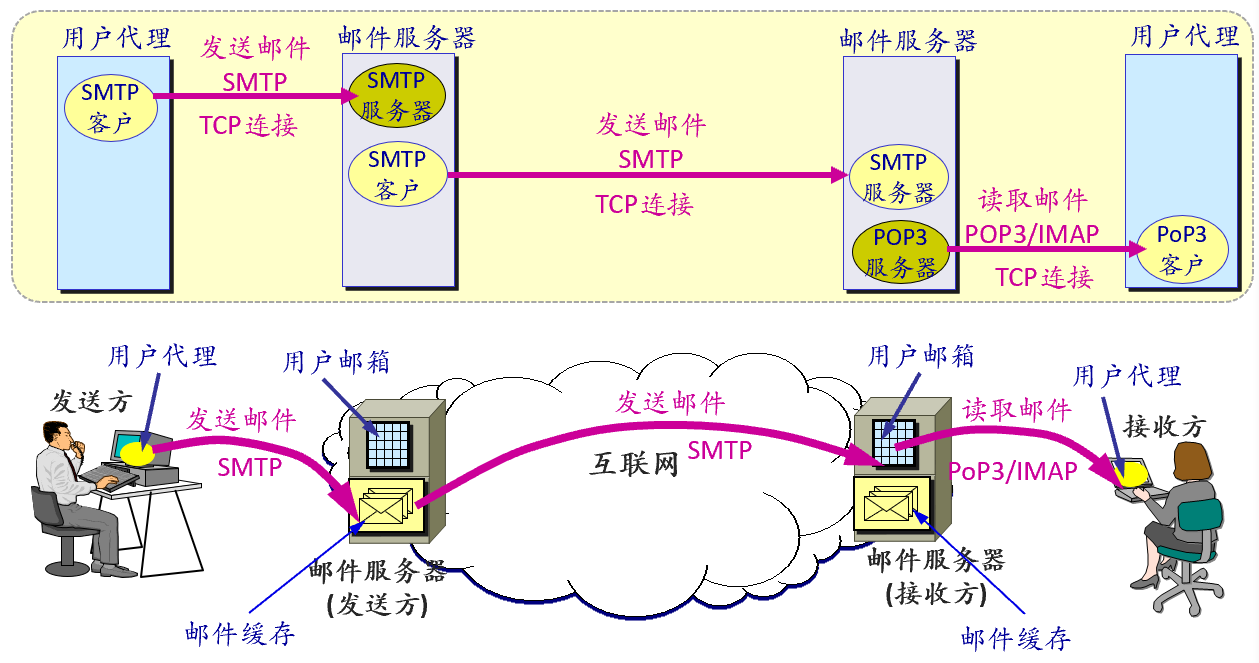 用户代理
邮件服务器
邮件服务器
用户代理
发送邮件
SMTP
TCP连接
SMTP
客户
SMTP
服务器
SMTP
客户
发送邮件
SMTP
TCP连接
SMTP
服务器
POP3
服务器
读取邮件
POP3/IMAP
TCP连接
PoP3
客户
用户代理
用户邮箱
用户邮箱
用户代理
发送方
发送邮件
SMTP
发送邮件
SMTP
互联网
读取邮件
PoP3/IMAP
接收方
邮件服务器
(发送方)
邮件服务器
(接收方)
邮件缓存
邮件缓存